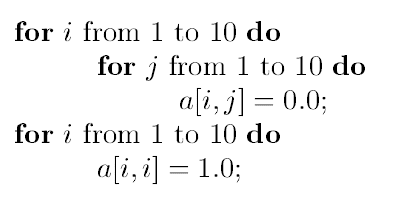 for i from 1 to 10 do
for j from 1 to 10 do
a[i, j] = 0.0;
for i from 1 to 10 do
a[i, i] = 1.0;